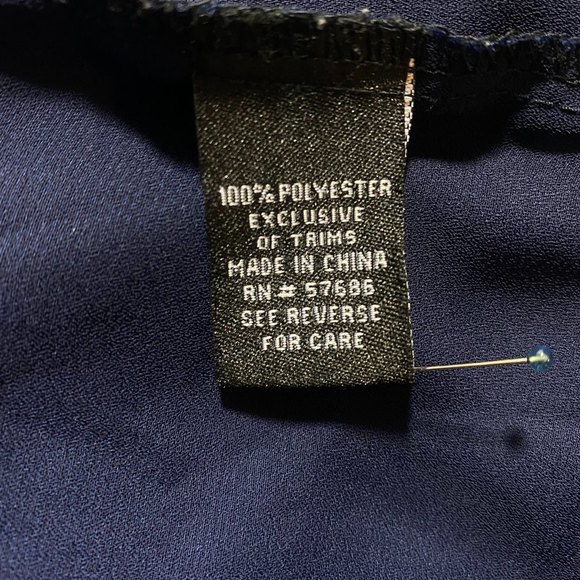 100% POLYESTER
EXCLUSIVE
OF TRIMS
MADE IN CHINA
RN # 57686
SEE REVERSE
FOR CARE